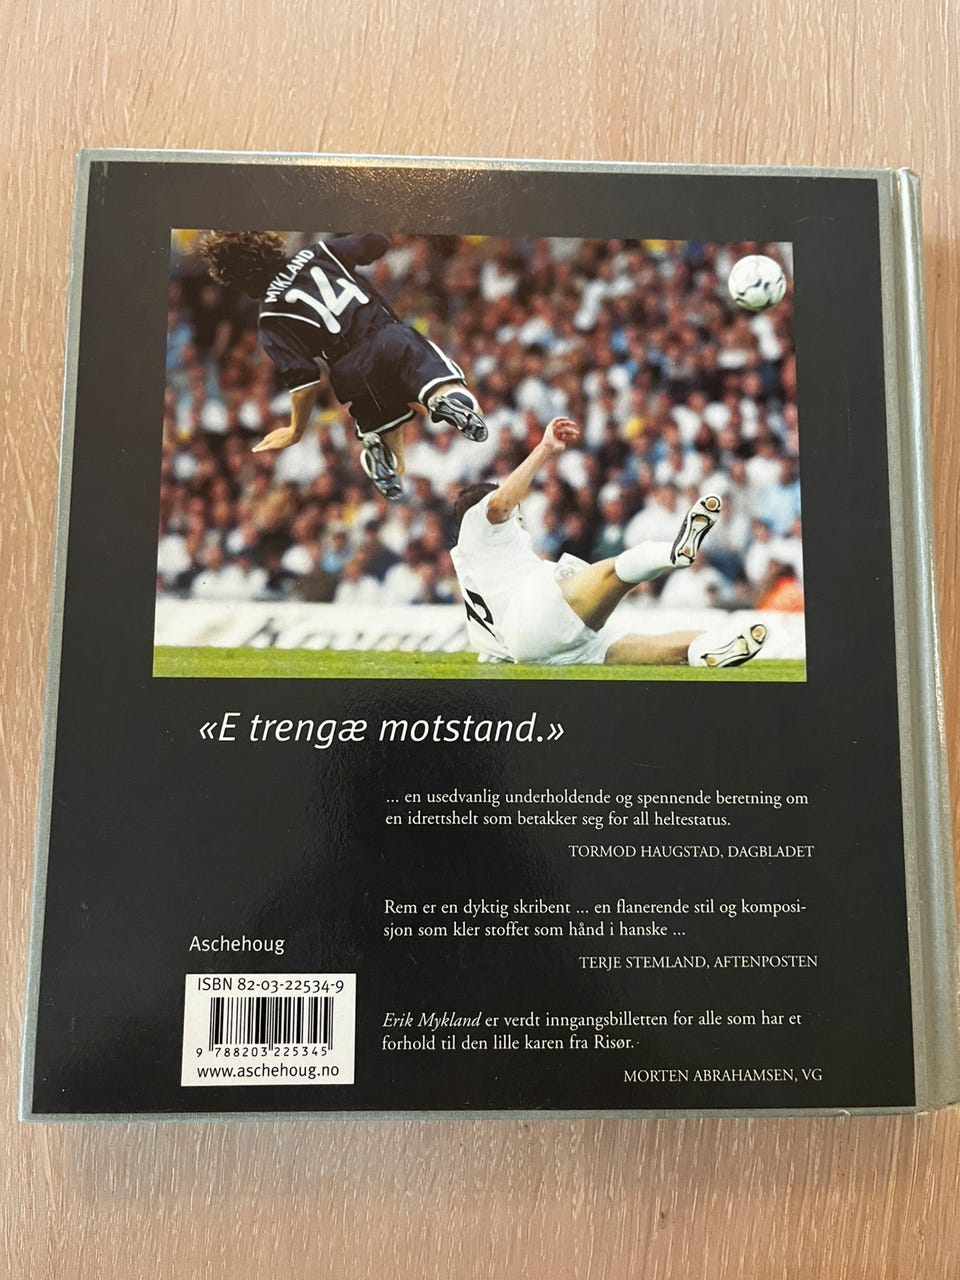 MYKLAND
14
«E trengæ motstand.»
... en usedvanlig underholdende og spennende beretning om
en idrettshelt som betakker seg for all heltestatus.
TORMOD HAUGSTAD, DAGBLADET
Rem er en dyktig skribent ... en flanerende stil og komposi-
sjon som kler stoffet som hånd i hanske ...
TERJE STEMLAND, AFTENPOSTEN
Erik Mykland er verdt inngangsbilletten for alle som har et
forhold til den lille karen fra Risør.
MORTEN ABRAHAMSEN, VG
Aschehoug
ISBN 82-03-22534-9
9 788203 225345
www.aschehoug.no